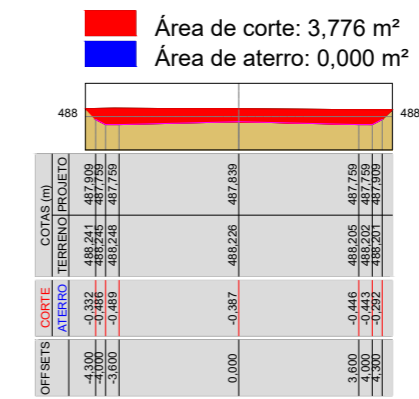 Área de corte: 3,776 m²
Área de aterro: 0,000 m²
488 488
COTAS (m)
PROJETO 487,909 487,759 487,759 487,839 487,759 487,759 487,909
TERRENO 488,241 488,245 488,248 488,226 488,205 488,202 488,201
CORTE
ATERRO
-0,332 -0,486 -0,489 -0,387 -0,446 -0,443 -0,292
OFFSETS -4,300 -4,000 -3,600 0,000 3,600 4,000 4,300